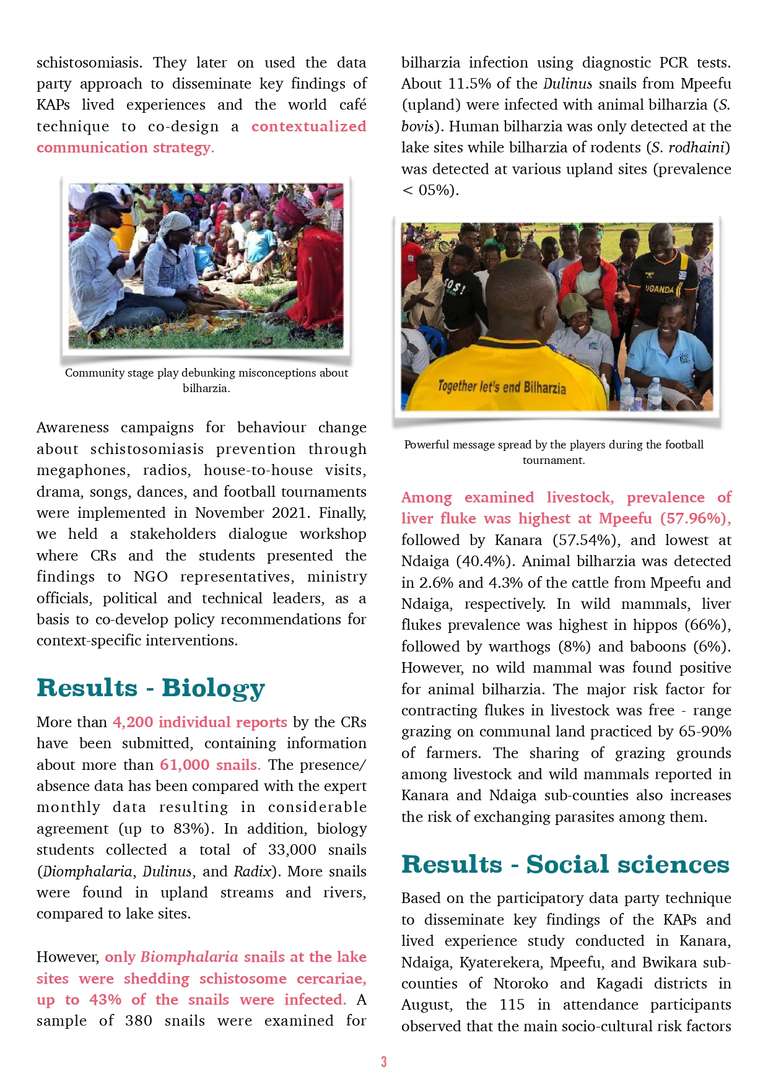 schistosomiasis. They later on used the data
party approach to disseminate key findings of
KAPs lived experiences and the world café
technique to co-design a contextualized
communication strategy.
Community stage play debunking misconceptions about
bilharzia.
Awareness campaigns for behaviour change
about schistosomiasis prevention through
megaphones, radios, house-to-house visits,
drama, songs, dances, and football tournaments
were implemented in November 2021. Finally,
we held a stakeholders dialogue workshop
where CRs and the students presented the
findings to NGO representatives, ministry
officials, political and technical leaders, as a
basis to co-develop policy recommendations for
context-specific interventions.
Results - Biology
More than 4,200 individual reports by the CRs
have been submitted, containing information
about more than 61,000 snails. The presence/
absence data has been compared with the expert
monthly data resulting in considerable
agreement (up to 83%). In addition, biology
students collected a total of 33,000 snails
(Diomphalaria, Dulinus, and Radix). More snails
were found in upland streams and rivers,
compared to lake sites.
However, only Biomphalaria snails at the lake
sites were shedding schistosome cercariae,
up to 43% of the snails were infected. A
sample of 380 snails were examined for
bilharzia infection using diagnostic PCR tests.
About 11.5% of the Dulinus snails from Mpeefu
(upland) were infected with animal bilharzia (S.
bovis). Human bilharzia was only detected at the
lake sites while bilharzia of rodents (S. rodhaini)
was detected at various upland sites (prevalence
< 05%).
SOS!
UGANDA
Together let's end Bilharzia
Powerful message spread by the players during the football
tournament.
Among examined livestock, prevalence of
liver fluke was highest at Mpeefu (57.96%),
followed by Kanara (57.54%), and lowest at
Ndaiga (40.4%). Animal bilharzia was detected
in 2.6% and 4.3% of the cattle from Mpeefu and
Ndaiga, respectively. In wild mammals, liver
flukes prevalence was highest in hippos (66%),
followed by warthogs (8%) and baboons (6%).
However, no wild mammal was found positive
for animal bilharzia. The major risk factor for
contracting flukes in livestock was free - range
grazing on communal land practiced by 65-90%
of farmers. The sharing of grazing grounds
among livestock and wild mammals reported in
Kanara and Ndaiga sub-counties also increases
the risk of exchanging parasites among them.
Results - Social sciences
Based on the participatory data party technique
to disseminate key findings of the KAPs and
lived experience study conducted in Kanara,
Ndaiga, Kyaterekera, Mpeefu, and Bwikara sub-
counties of Ntoroko and Kagadi districts in
August, the 115 in attendance participants
observed that the main socio-cultural risk factors
3